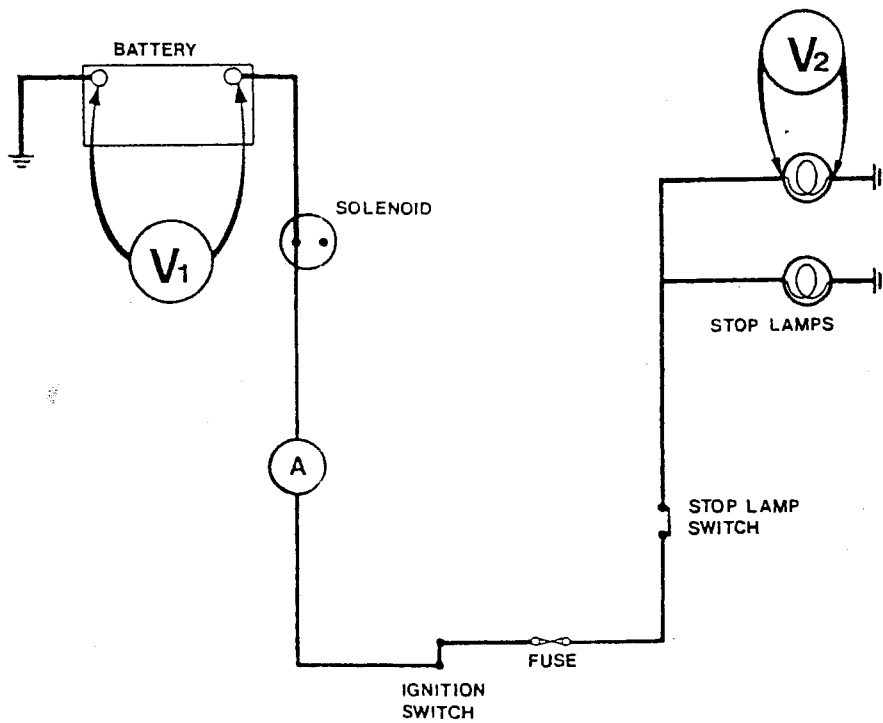 BATTERY
V2
V1
SOLENOID
STOP LAMPS
A
STOP LAMP
SWITCH
FUSE
IGNITION
SWITCH